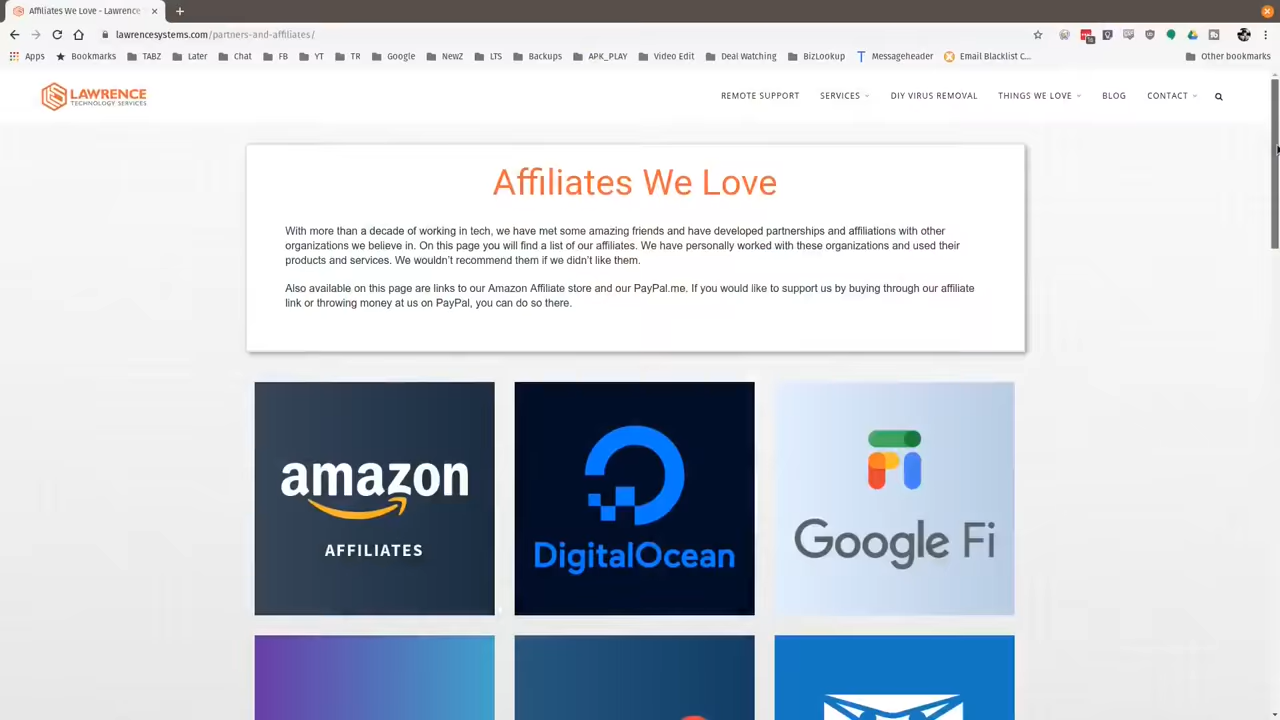 Affiliates We Love - Lawrence
lawrencesystems.com/partners-and-affiliates/
Apps Bookmarks TABZ Later Chat FB YT TR Google NewZ LTS Backups APK_PLAY Video Edit Deal Watching BizLookup Messageheader Email Blacklist C... Other bookmarks
LAWRENCE
TECHNOLOGY SERVICES
REMOTE SUPPORT SERVICES DIY VIRUS REMOVAL THINGS WE LOVE BLOG CONTACT
Affiliates We Love
With more than a decade of working in tech, we have met some amazing friends and have developed partnerships and affiliations with other
organizations we believe in. On this page you will find a list of our affiliates. We have personally worked with these organizations and used their
products and services. We wouldn't recommend them if we didn't like them.
Also available on this page are links to our Amazon Affiliate store and our PayPal.me. If you would like to support us by buying through our affiliate
link or throwing money at us on PayPal, you can do so there.
amazon
AFFILIATES
DigitalOcean
Google Fi